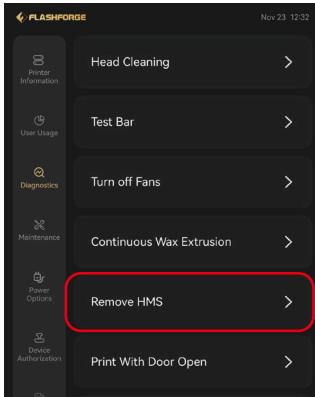 FLASHFORGE
Nov 23 12:32
Printer
Information
User Usage
Diagnostics
Maintenance
Power
Options
Device
Authorization
Head Cleaning
Test Bar
Turn off Fans
Continuous Wax Extrusion
Remove HMS
Print With Door Open